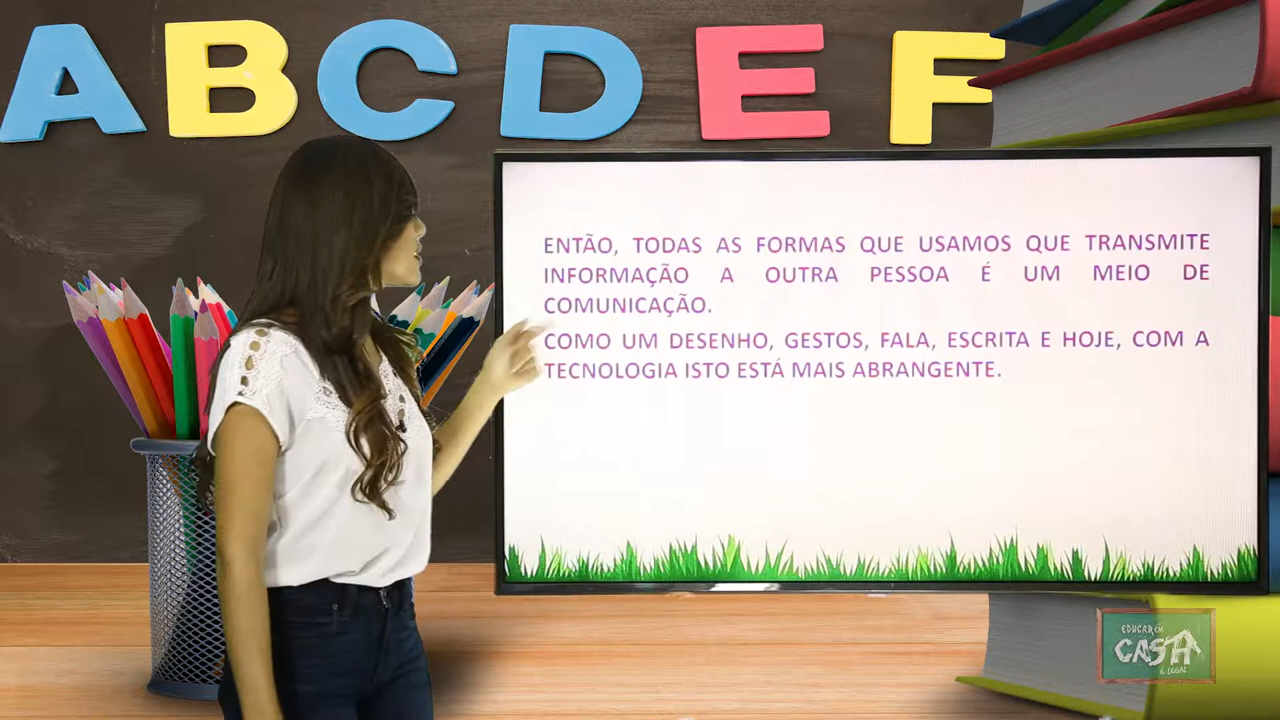 A B C D E F
ENTÃO, TODAS AS FORMAS QUE USAMOS QUE TRANSMITE
INFORMAÇÃO A OUTRA PESSOA É UM MEIO DE
COMUNICAÇÃO.
COMO UM DESENHO, GESTOS, FALA, ESCRITA E HOJE, COM A
TECNOLOGIA ISTO ESTÁ MAIS ABRANGENTE.
EDUCAR EM
CASA
É LEGAL